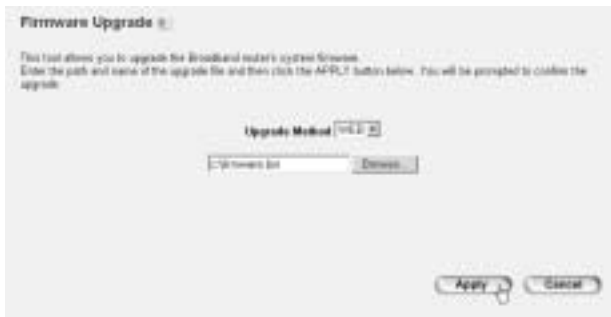 Firmware Upgrade
This tool allows you to upgrade the Broadband router's system firmware.
Enter the path and name of the upgrade file and then click the APPLY button below. You will be prompted to confirm the
upgrade.
Upgrade Method WEB
Browse...
Apply Cancel